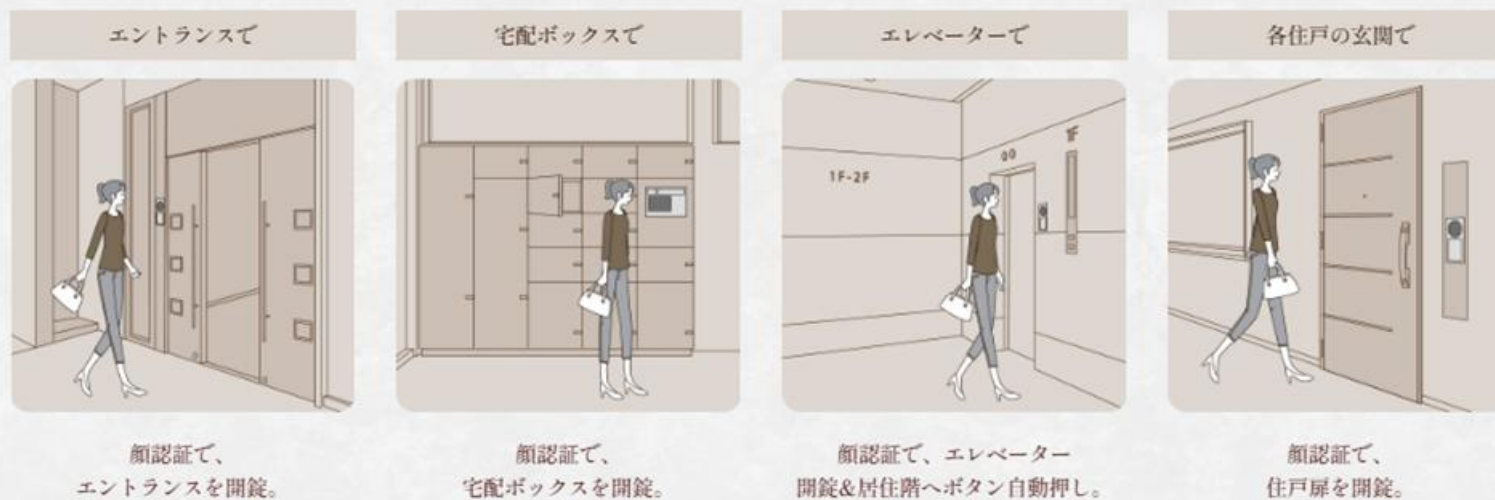 エントランスで
宅配ボックスで
エレベーターで
各住戸の玄関で
1F-2F
1F
顔認証で、
エントランスを開錠。
顔認証で、
宅配ボックスを開錠。
顔認証で、エレベーター
開錠&居住階へボタン自動押し。
顔認証で、
住戸扉を開錠。